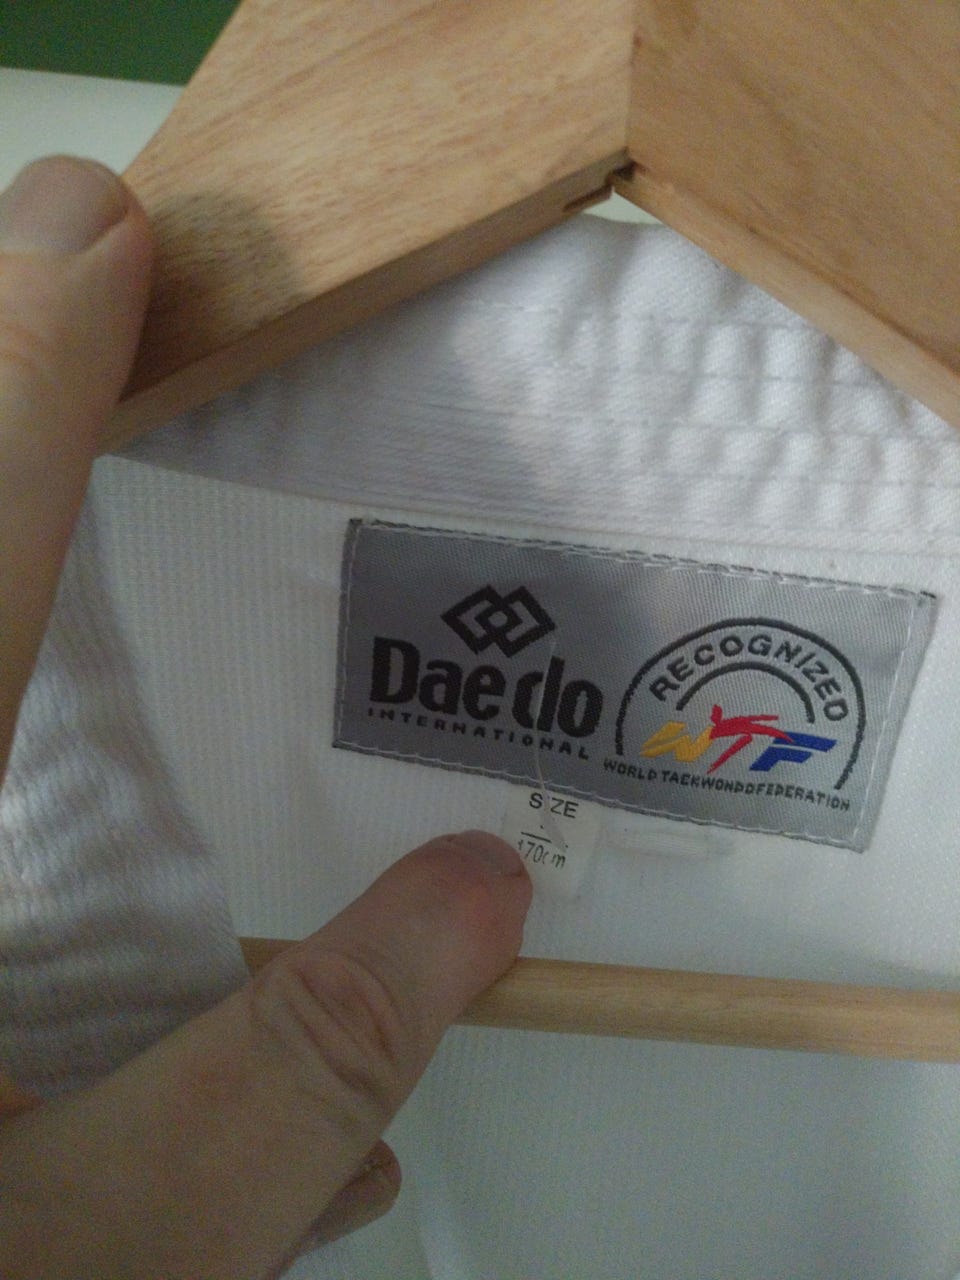 Daedo
INTERNATIONAL
RECOGNIZED
WTF
WORLD TAEKWONDO FEDERATION
SIZE
170cm